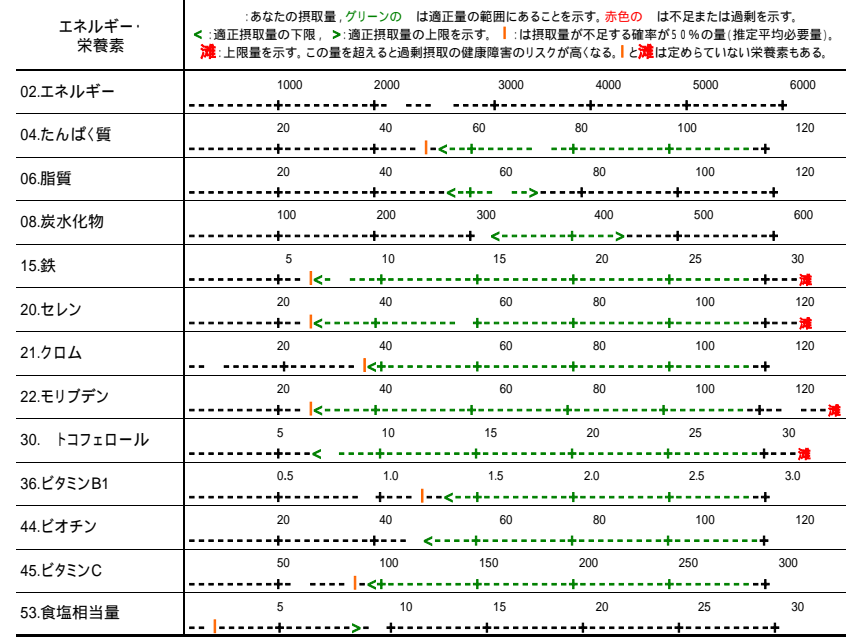 エネルギー・
栄養素
:あなたの摂取量,グリーンの は適正量の範囲にあることを示す. 赤色の は不足または過剰を示す.
< :適正摂取量の下限, >:適正摂取量の上限を示す. | :は摂取量が不足する確率が50%の量(推定平均必要量).
灘:上限量を示す.この量を超えると過剰摂取の健康障害のリスクが高くなる.|と灘は定めらていない栄養素もある.
02.エネルギー 1000 2000 3000 4000 5000 6000
04.たんぱく質 20 40 60 80 100 120
06.脂質 20 40 60 80 100 120
08.炭水化物 100 200 300 400 500 600
15.鉄 5 10 15 20 25 30
灘
20.セレン 20 40 60 80 100 120
灘
21.クロム 20 40 60 80 100 120
22.モリブデン 20 40 60 80 100 120
灘
30. トコフェロール 5 10 15 20 25 30
灘
36.ビタミンB1 0.5 1.0 1.5 2.0 2.5 3.0
44.ビオチン 20 40 60 80 100 120
45.ビタミンC 50 100 150 200 250 300
53.食塩相当量 5 10 15 20 25 30